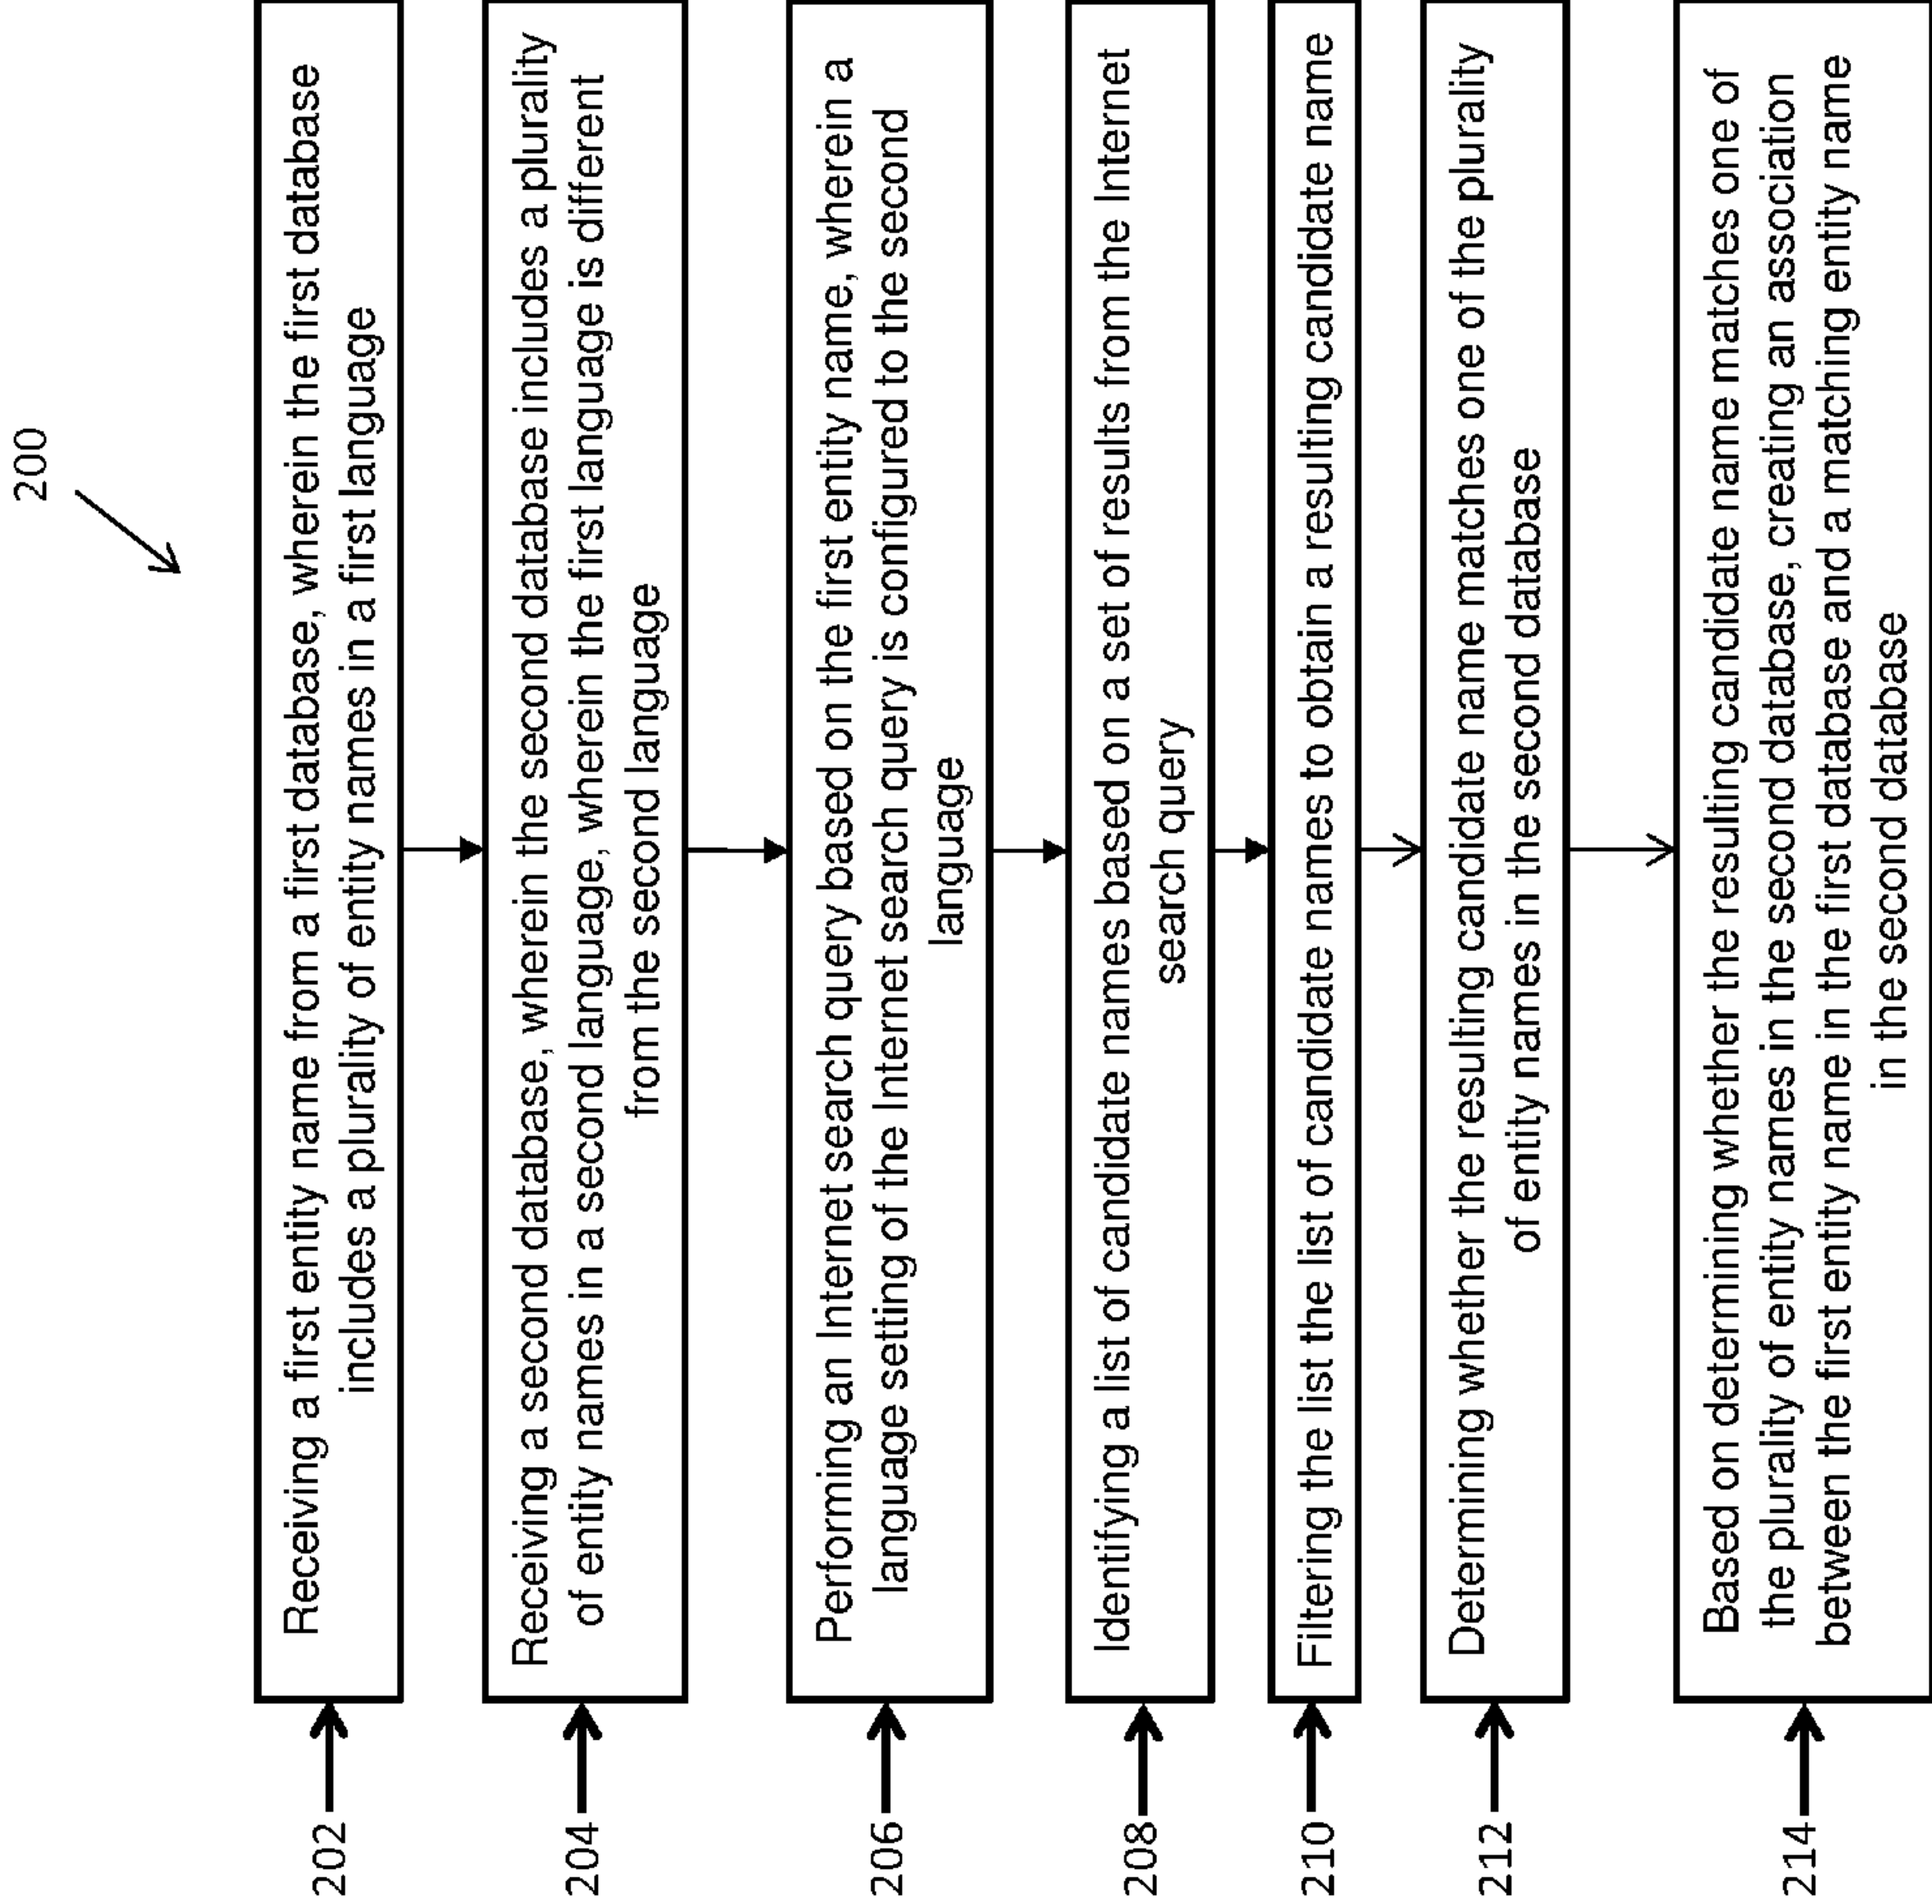 200
202
Receiving a first entity name from a first database, wherein the first database
includes a plurality of entity names in a first language
204
Receiving a second database, wherein the second database includes a plurality
of entity names in a second language, wherein the first language is different
from the second language
206
Performing an Internet search query based on the first entity name, wherein a
language setting of the Internet search query is configured to the second
language
208
Identifying a list of candidate names based on a set of results from the Internet
search query
210
Filtering the list the list of candidate names to obtain a resulting candidate name
212
Determining whether the resulting candidate name matches one of the plurality
of entity names in the second database
214
Based on determining whether the resulting candidate name matches one of
the plurality of entity names in the second database, creating an association
between the first entity name in the first database and a matching entity name
in the second database